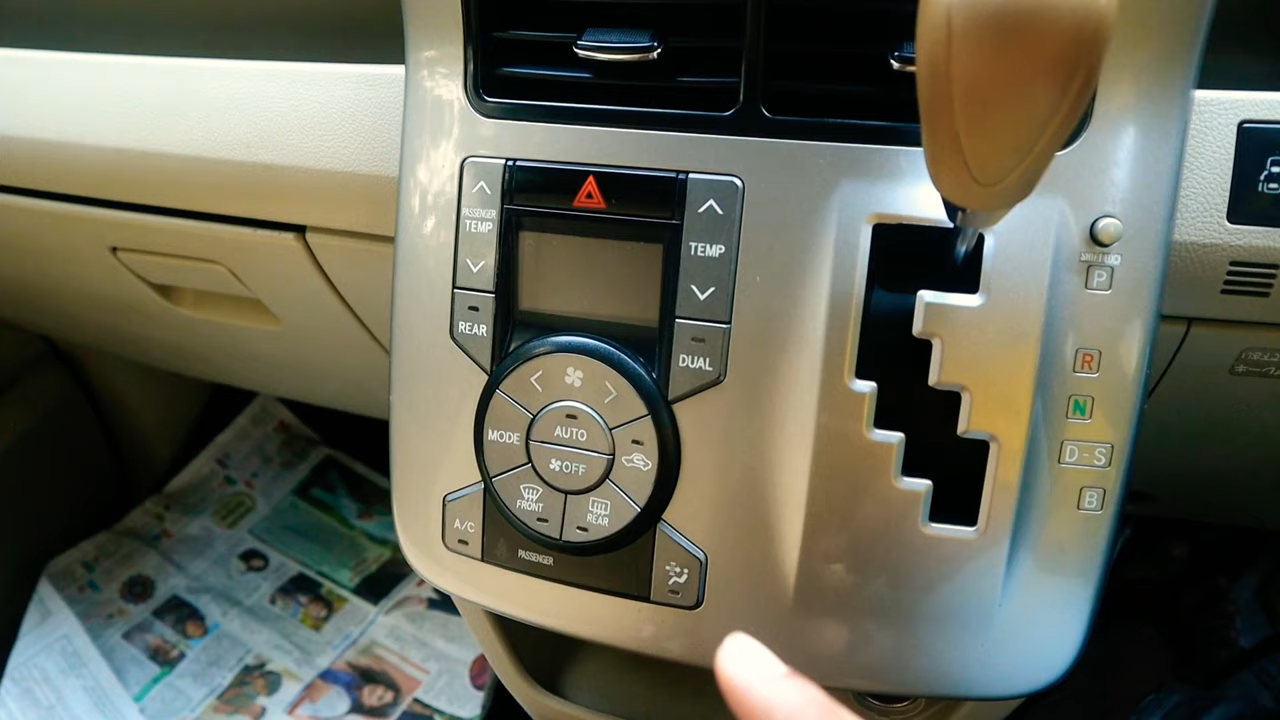 PASSENGER
TEMP
TEMP
REAR
DUAL
MODE
AUTO
OFF
FRONT
REAR
A/C
PASSENGER
SHIFT LOCK
P
R
N
D-S
B